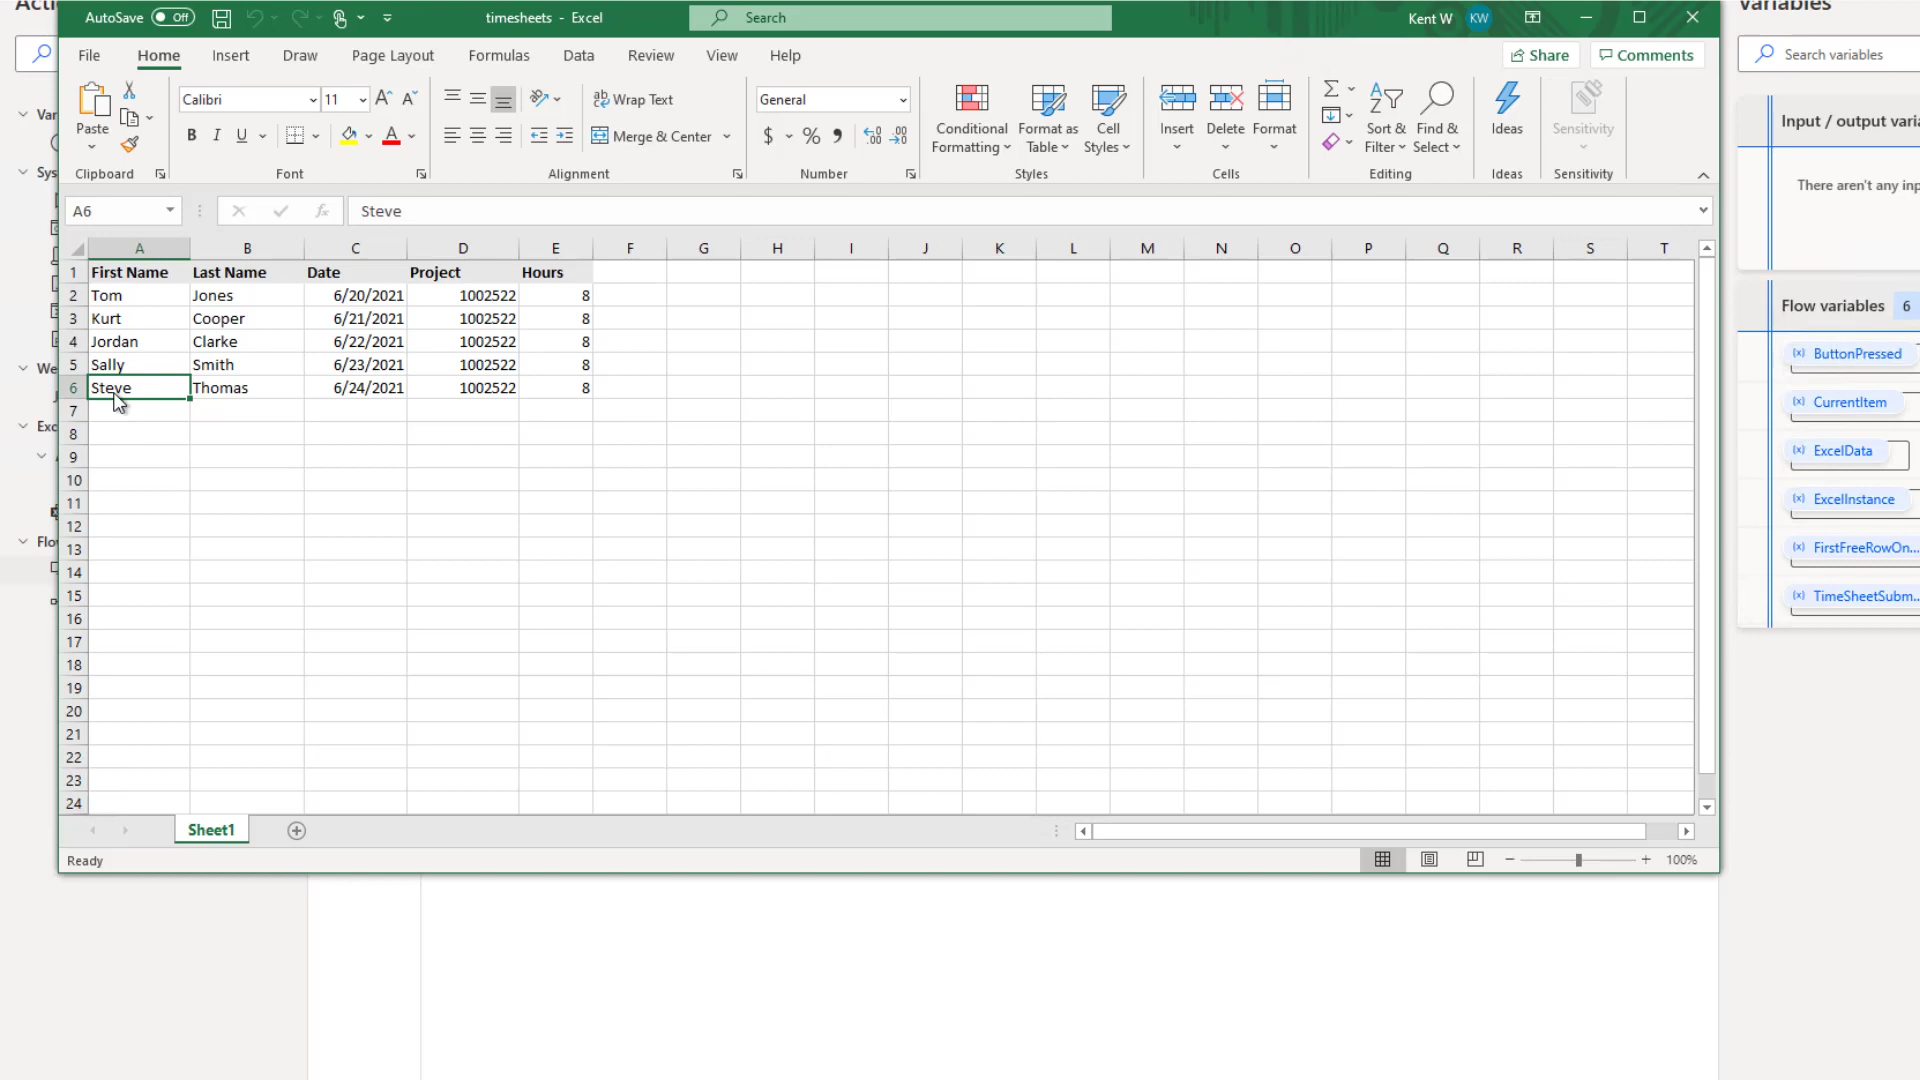 AutoSave Off timesheets - Excel Search Kent W KW
File Home Insert Draw Page Layout Formulas Data Review View Help Share Comments
Paste Calibri 11 Wrap Text General
B I U Merge & Center $ % Conditional Formatting Format as Table Cell Styles Insert Delete Format Sort & Filter Find & Select Ideas Sensitivity
Clipboard Font Alignment Number Styles Cells Editing Ideas Sensitivity
A6 fx Steve
A B C D E F G H I J K L M N O P Q R S T
1 First Name Last Name Date Project Hours
2 Tom Jones 6/20/2021 1002522 8
3 Kurt Cooper 6/21/2021 1002522 8
4 Jordan Clarke 6/22/2021 1002522 8
5 Sally Smith 6/23/2021 1002522 8
6 Steve Thomas 6/24/2021 1002522 8
7
8
9
10
11
12
13
14
15
16
17
18
19
20
21
22
23
24
Sheet1
Ready 100%
Var
Sys
We
Exc
Flo
Variables
Search variables
Input / output varia
There aren't any inp
Flow variables 6
(x) ButtonPressed
(x) CurrentItem
(x) ExcelData
(x) ExcelInstance
(x) FirstFreeRowOn...
(x) TimeSheetSubm...